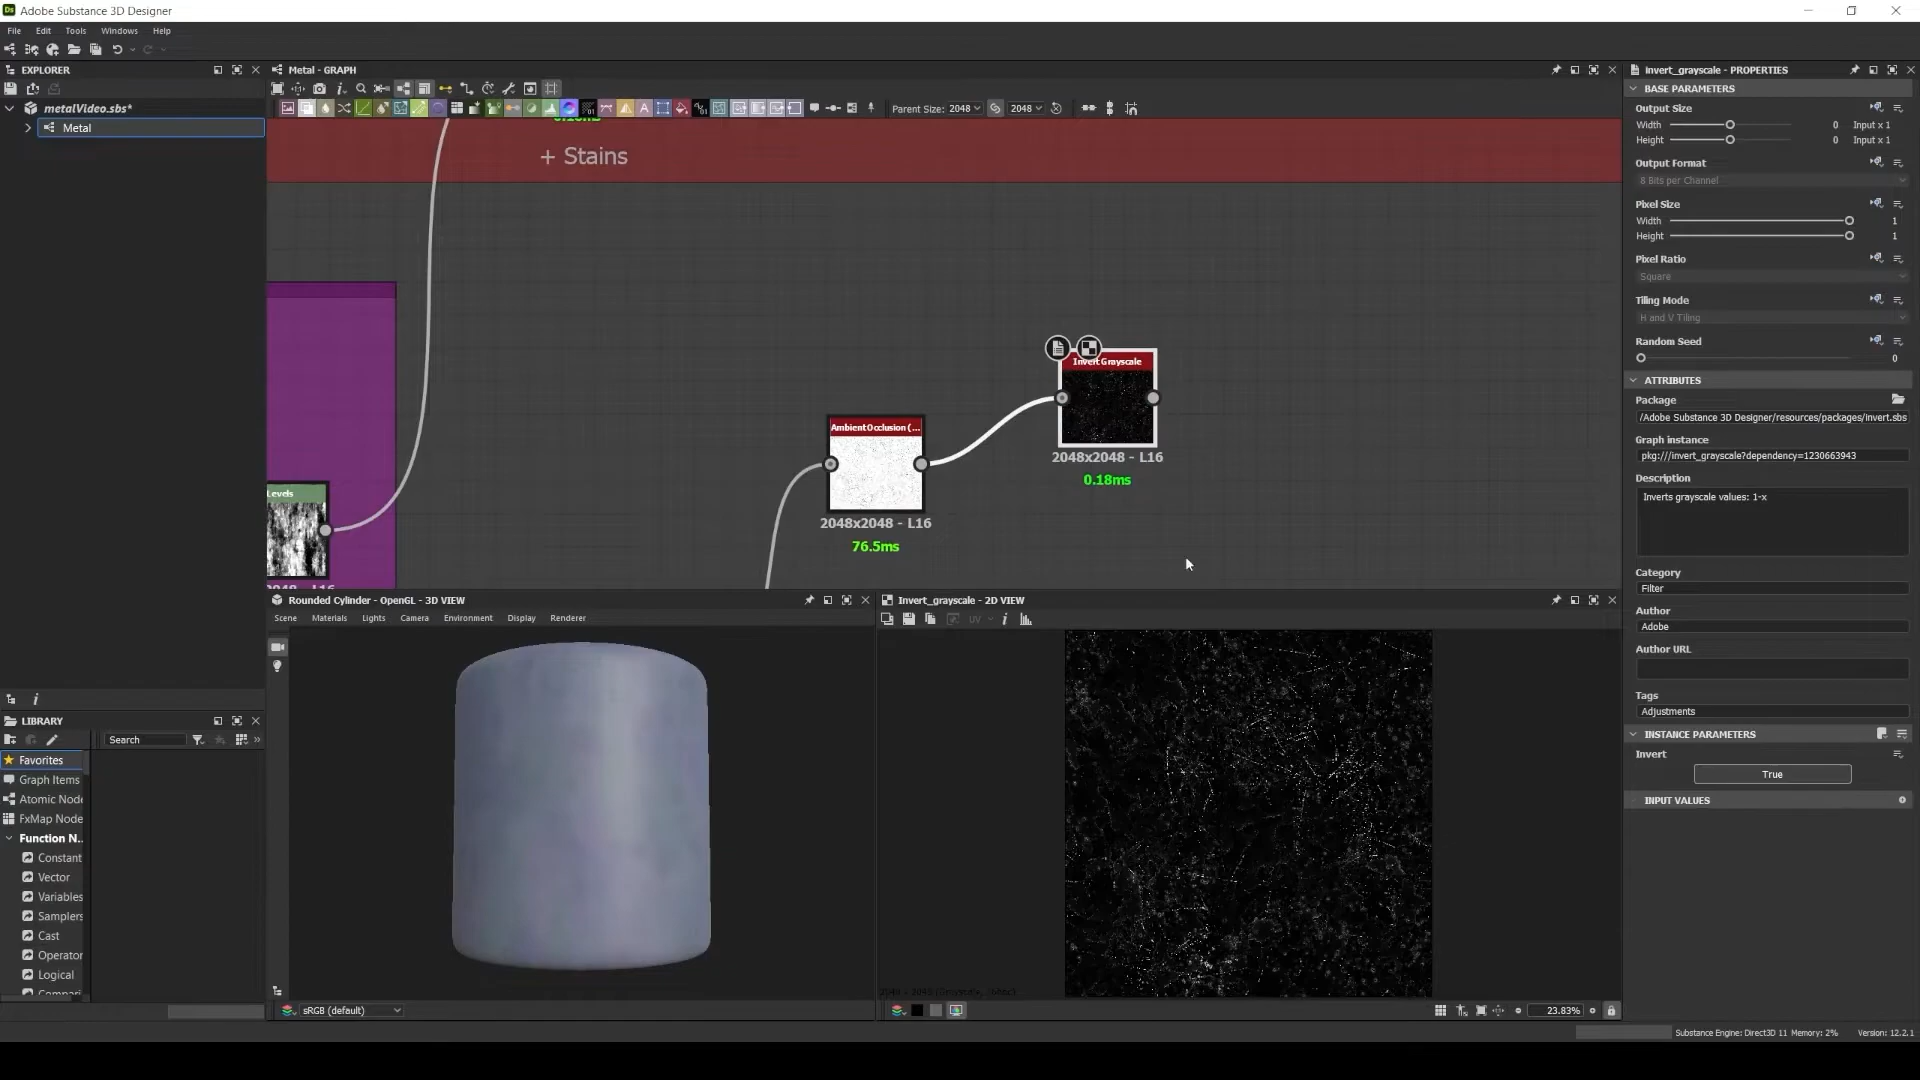 Adobe Substance 3D Designer
File Edit Tools Windows Help
EXPLORER
metalVideo.sbs*
Metal
Metal - GRAPH
Parent Size: 2048 2048
+ Stains
Levels
Ambient Occlusion (...
2048x2048 - L16
76.5ms
Invert Grayscale
2048x2048 - L16
0.18ms
Rounded Cylinder - OpenGL - 3D VIEW
Scene Materials Lights Camera Environment Display Renderer
sRGB (default)
Invert_grayscale - 2D VIEW
UV
23.83%
LIBRARY
Search
Favorites
Graph Items
Atomic Node
FxMap Node
Function N..
Constant
Vector
Variables
Samplers
Cast
Operator
Logical
Compari
invert_grayscale - PROPERTIES
BASE PARAMETERS
Output Size
Width 0 Input x 1
Height 0 Input x 1
Output Format
8 Bits per Channel
Pixel Size
Width 1
Height 1
Pixel Ratio
Square
Tiling Mode
H and V Tiling
Random Seed
0
ATTRIBUTES
Package
/Adobe Substance 3D Designer/resources/packages/invert.sbs
Graph instance
pkg:///invert_grayscale?dependency=1230663943
Description
Inverts grayscale values: 1-x
Category
Filter
Author
Adobe
Author URL
Tags
Adjustments
INSTANCE PARAMETERS
Invert
True
INPUT VALUES
Substance Engine: Direct3D 11 Memory: 2% Version: 12.2.1